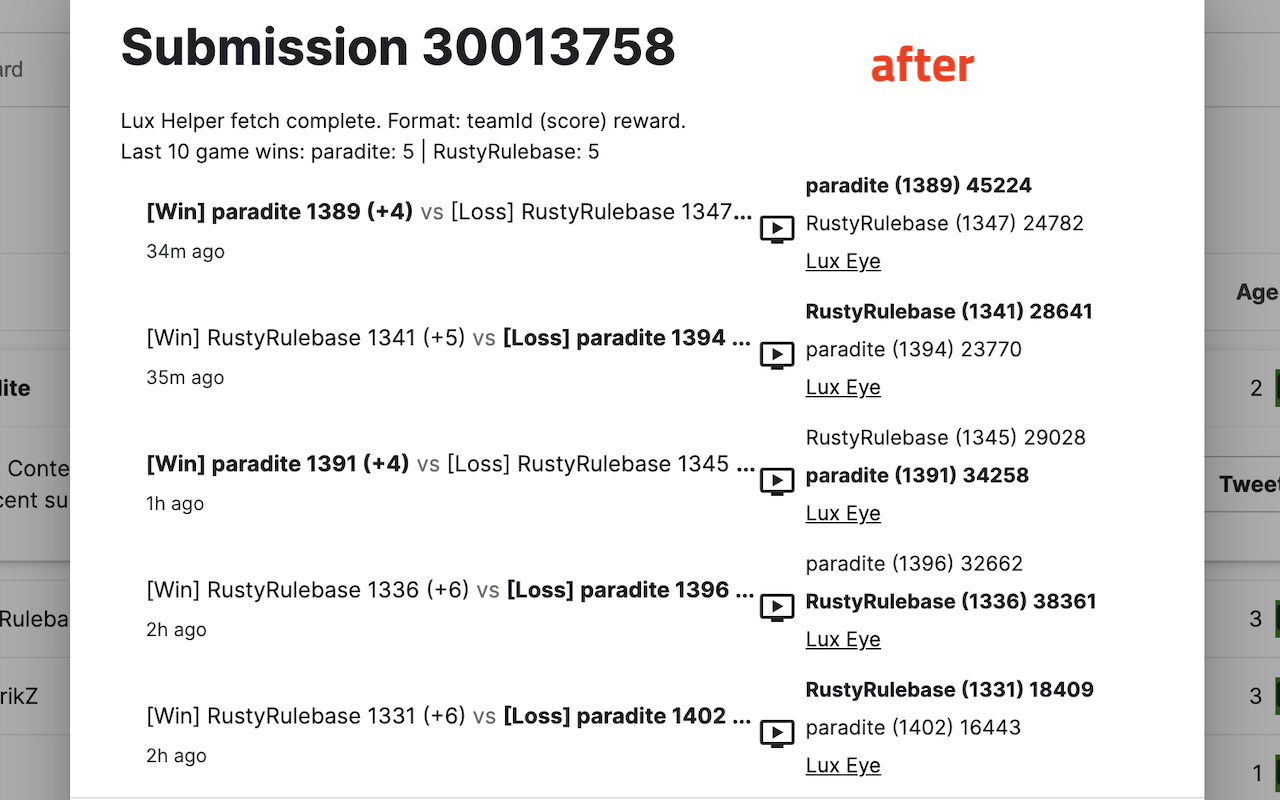 Submission 30013758
after
Lux Helper fetch complete. Format: teamId (score) reward.
Last 10 game wins: paradite: 5 | RustyRulebase: 5
[Win] paradite 1389 (+4) vs [Loss] RustyRulebase 1347...
34m ago
paradite (1389) 45224
RustyRulebase (1347) 24782
Lux Eye
[Win] RustyRulebase 1341 (+5) vs [Loss] paradite 1394 ...
35m ago
RustyRulebase (1341) 28641
paradite (1394) 23770
Lux Eye
[Win] paradite 1391 (+4) vs [Loss] RustyRulebase 1345 ...
1h ago
RustyRulebase (1345) 29028
paradite (1391) 34258
Lux Eye
[Win] RustyRulebase 1336 (+6) vs [Loss] paradite 1396 ...
2h ago
paradite (1396) 32662
RustyRulebase (1336) 38361
Lux Eye
[Win] RustyRulebase 1331 (+6) vs [Loss] paradite 1402 ...
2h ago
RustyRulebase (1331) 18409
paradite (1402) 16443
Lux Eye
ard
lite
Conte
cent su
Ruleba
rikZ
Age
2
Tweet
3
3
1